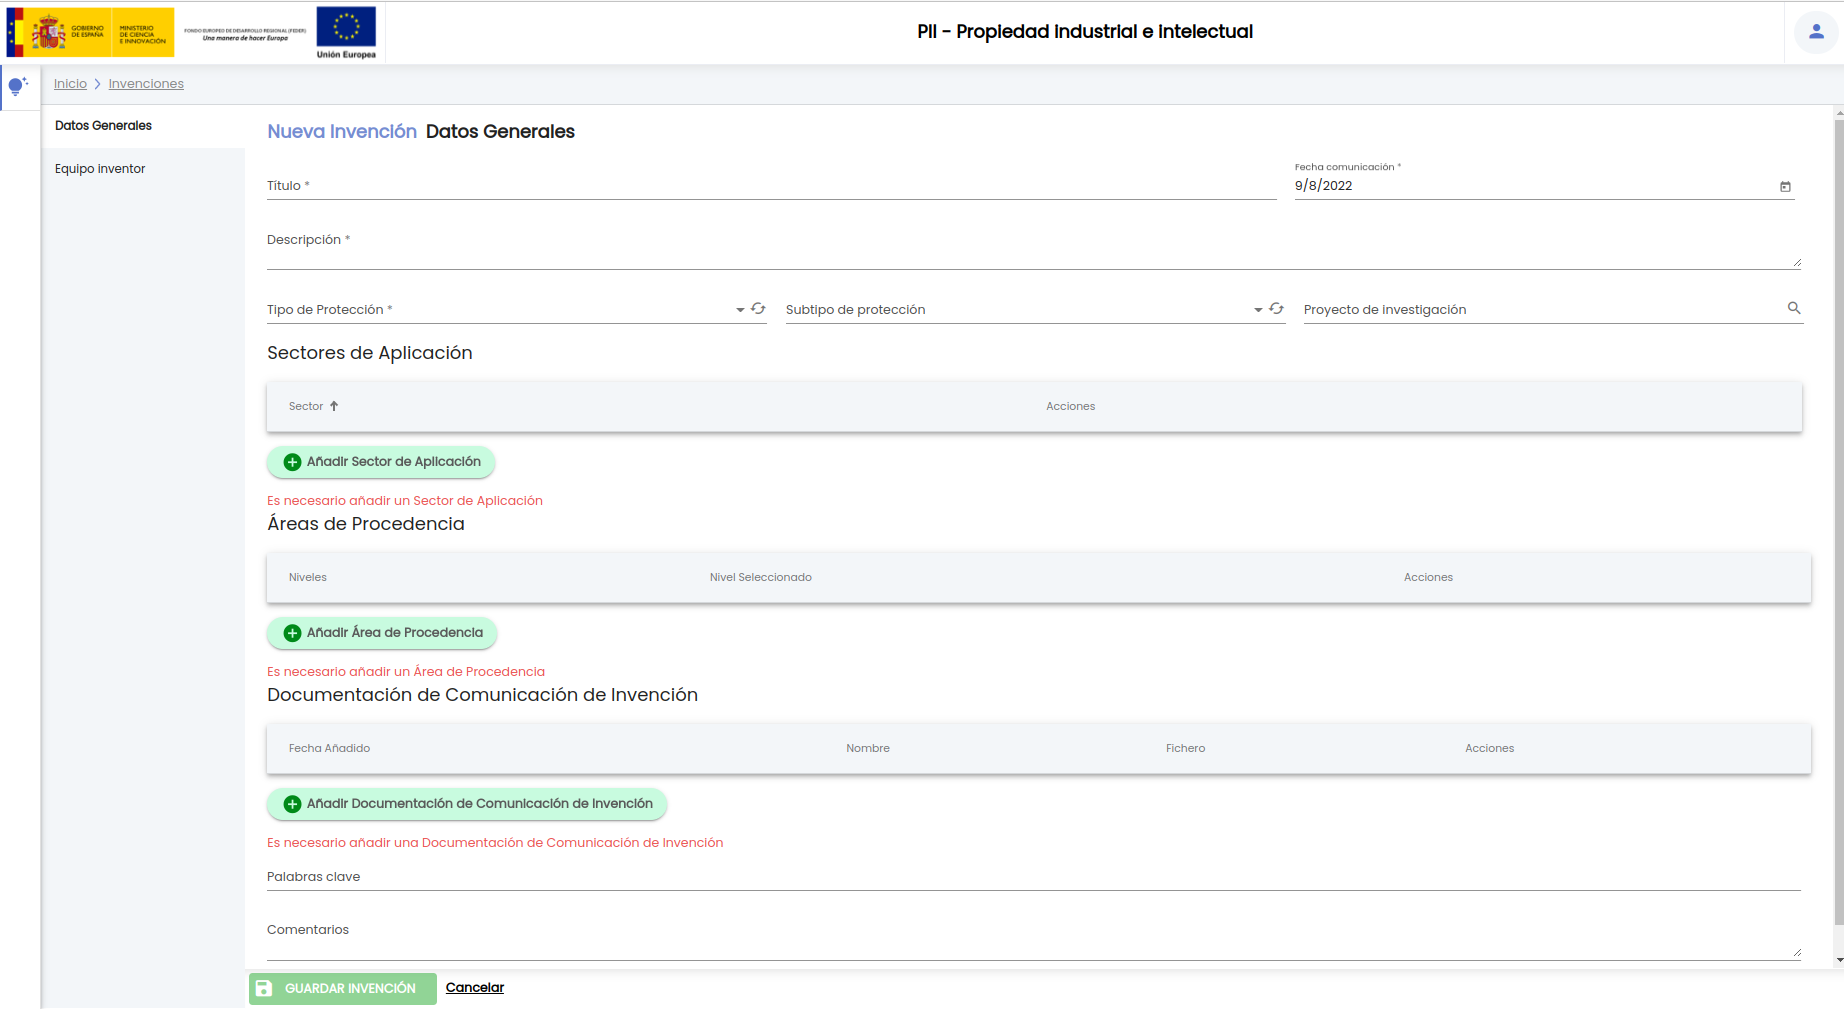 GOBIERNO
DE ESPAÑA
MINISTERIO
DE CIENCIA
E INNOVACIÓN
FONDO EUROPEO DE DESARROLLO REGIONAL (FEDER)
Una manera de hacer Europa
Unión Europea
PII - Propiedad Industrial e Intelectual
Inicio > Invenciones
Datos Generales
Equipo inventor
Nueva Invención Datos Generales
Título *
Fecha comunicación *
9/8/2022
Descripción *
Tipo de Protección *
Subtipo de protección
Proyecto de investigación
Sectores de Aplicación
Sector
Acciones
Añadir Sector de Aplicación
Es necesario añadir un Sector de Aplicación
Áreas de Procedencia
Niveles
Nivel Seleccionado
Acciones
Añadir Área de Procedencia
Es necesario añadir un Área de Procedencia
Documentación de Comunicación de Invención
Fecha Añadido
Nombre
Fichero
Acciones
Añadir Documentación de Comunicación de Invención
Es necesario añadir una Documentación de Comunicación de Invención
Palabras clave
Comentarios
GUARDAR INVENCIÓN
Cancelar